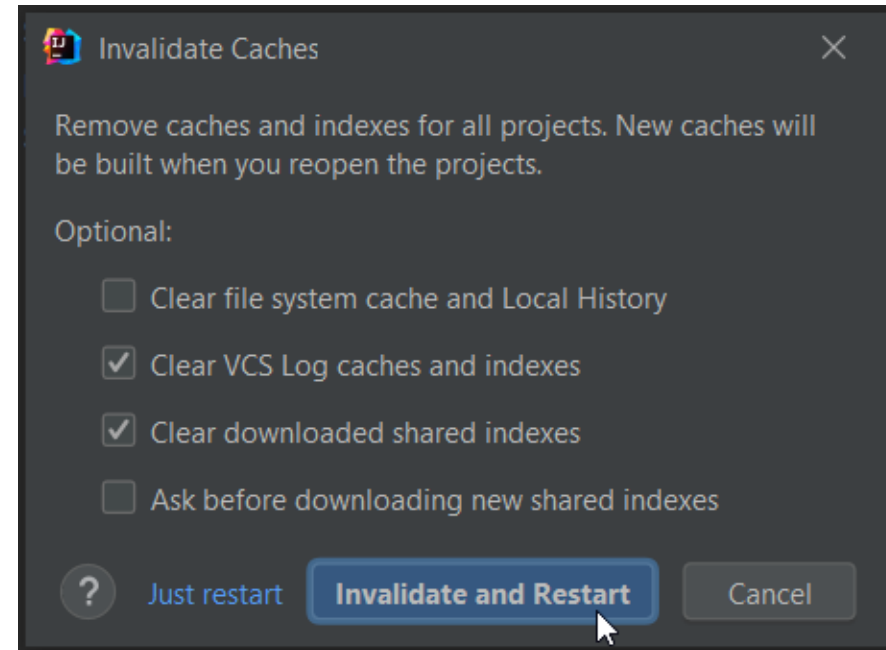 IJ
Invalidate Caches
Remove caches and indexes for all projects. New caches will
be built when you reopen the projects.
Optional:
Clear file system cache and Local History
Clear VCS Log caches and indexes
Clear downloaded shared indexes
Ask before downloading new shared indexes
? Just restart Invalidate and Restart Cancel